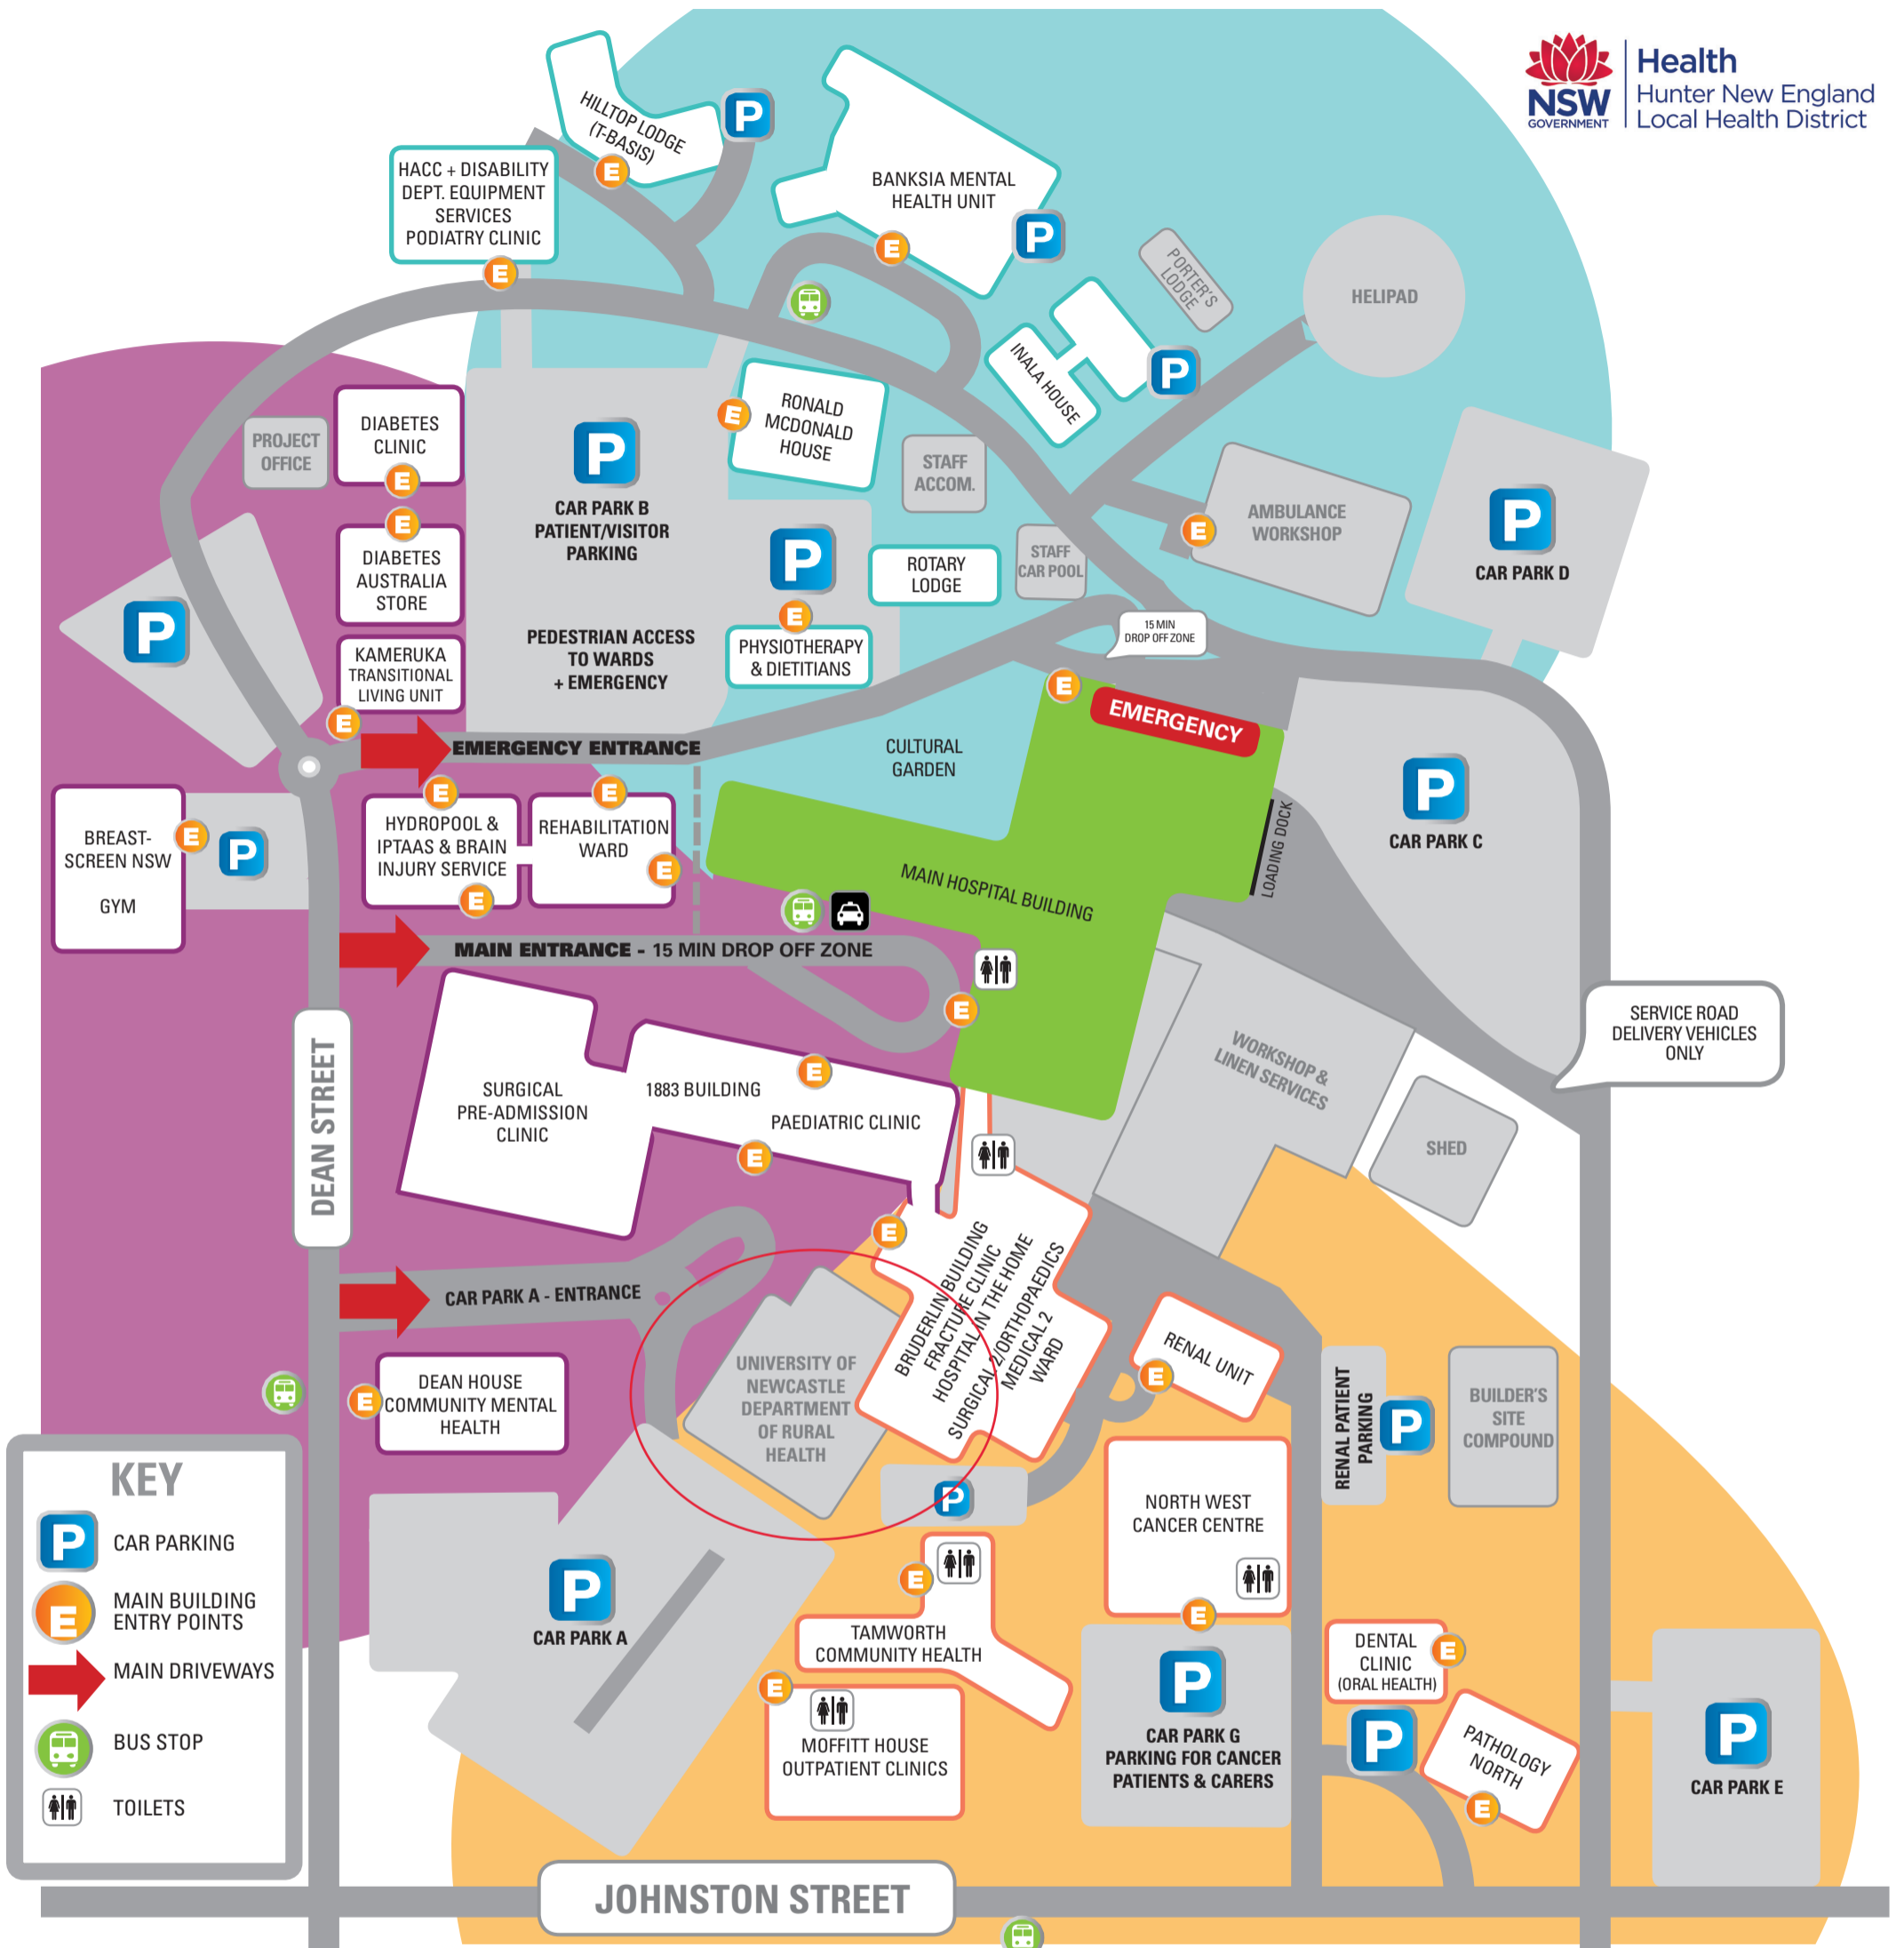 NSW
GOVERNMENT
Health
Hunter New England
Local Health District
HILLTOP LODGE
(T-BASIS)
P
E
HACC + DISABILITY
DEPT. EQUIPMENT
SERVICES
PODIATRY CLINIC
E
BANKSIA MENTAL
HEALTH UNIT
E
P
PORTER'S
LODGE
HELIPAD
INALA HOUSE
P
RONALD
MCDONALD
HOUSE
E
PROJECT
OFFICE
DIABETES
CLINIC
E
E
DIABETES
AUSTRALIA
STORE
P
CAR PARK B
PATIENT/VISITOR
PARKING
STAFF
ACCOM.
STAFF
CAR POOL
ROTARY
LODGE
E
AMBULANCE
WORKSHOP
P
CAR PARK D
P
P
E
PHYSIOTHERAPY
& DIETITIANS
PEDESTRIAN ACCESS
TO WARDS
+ EMERGENCY
KAMERUKA
TRANSITIONAL
LIVING UNIT
E
15 MIN
DROP OFF ZONE
E
EMERGENCY
EMERGENCY ENTRANCE
CULTURAL
GARDEN
P
CAR PARK C
BREAST-
SCREEN NSW
GYM
E
P
E
HYDROPOOL &
IPTAAS & BRAIN
INJURY SERVICE
E
E
REHABILITATION
WARD
E
MAIN HOSPITAL BUILDING
LOADING DOCK
MAIN ENTRANCE - 15 MIN DROP OFF ZONE
E
SERVICE ROAD
DELIVERY VEHICLES
ONLY
DEAN STREET
SURGICAL
PRE-ADMISSION
CLINIC
1883 BUILDING
E
PAEDIATRIC CLINIC
E
WORKSHOP &
LINEN SERVICES
SHED
E
BRUDERLIN BUILDING
FRACTURE CLINIC
HOSPITAL IN THE HOME
SURGICAL 2/ORTHOPAEDICS
MEDICAL 2
WARD
CAR PARK A - ENTRANCE
UNIVERSITY OF
NEWCASTLE
DEPARTMENT
OF RURAL
HEALTH
RENAL UNIT
E
RENAL PATIENT
PARKING
P
BUILDER'S
SITE
COMPOUND
E
DEAN HOUSE
COMMUNITY MENTAL
HEALTH
P
NORTH WEST
CANCER CENTRE
E
KEY
P
CAR PARKING
E
MAIN BUILDING
ENTRY POINTS
MAIN DRIVEWAYS
BUS STOP
TOILETS
P
CAR PARK A
E
TAMWORTH
COMMUNITY HEALTH
E
MOFFITT HOUSE
OUTPATIENT CLINICS
P
CAR PARK G
PARKING FOR CANCER
PATIENTS & CARERS
DENTAL
CLINIC
(ORAL HEALTH)
E
P
PATHOLOGY
NORTH
E
P
CAR PARK E
JOHNSTON STREET